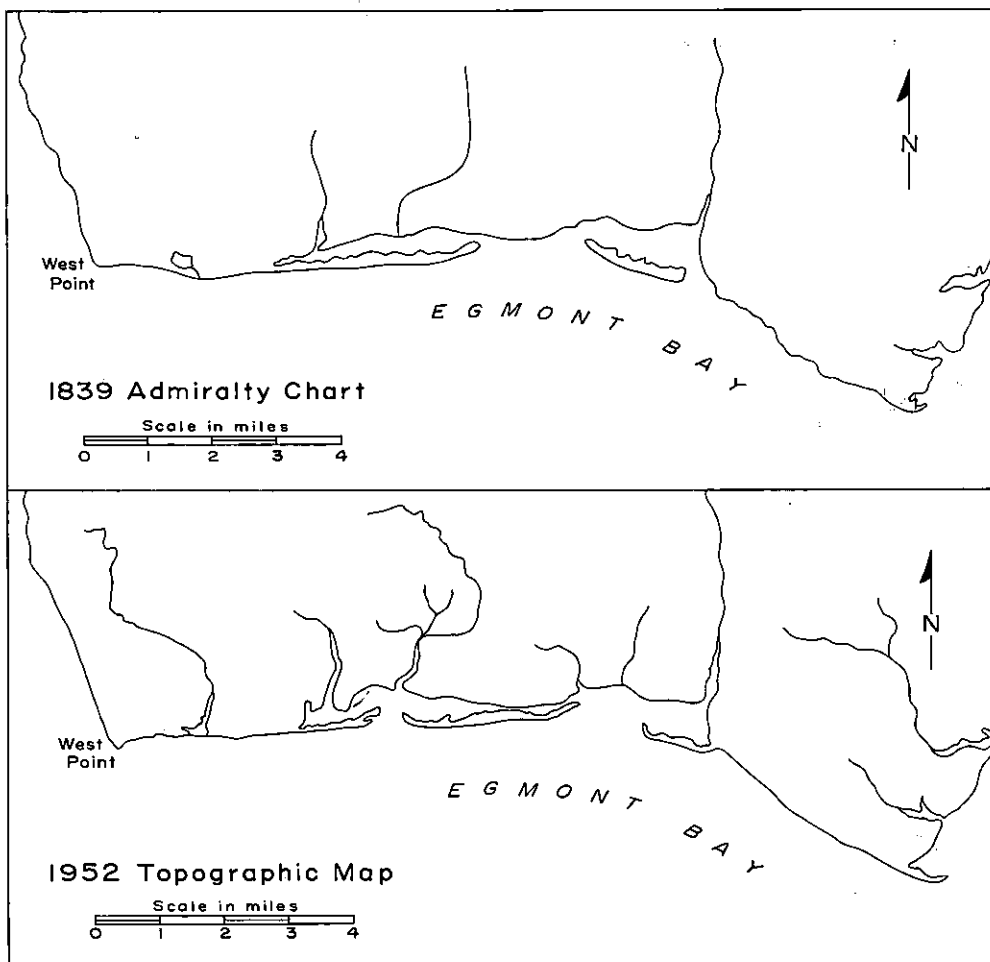 N
West
Point
EGMONT BAY
1839 Admiralty Chart
Scale in miles
0 1 2 3 4
N
West
Point
EGMONT BAY
1952 Topographic Map
Scale in miles
0 1 2 3 4